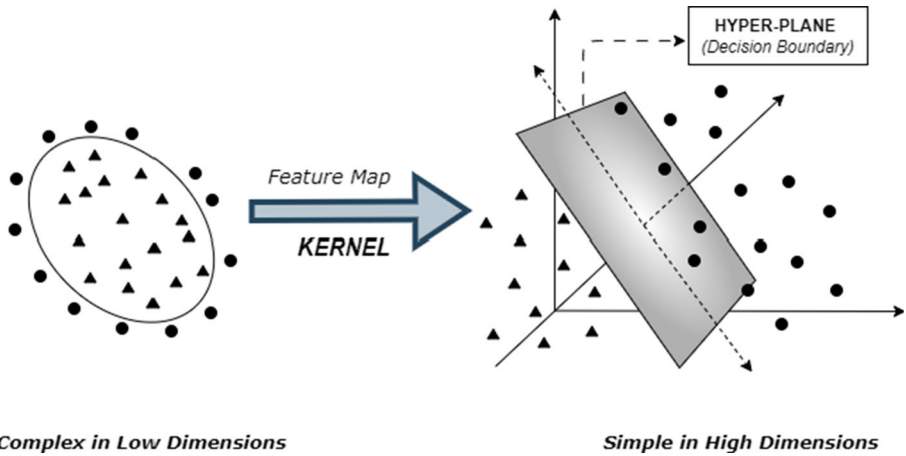 HYPER-PLANE
(Decision Boundary)
Feature Map
KERNEL
Complex in Low Dimensions
Simple in High Dimensions